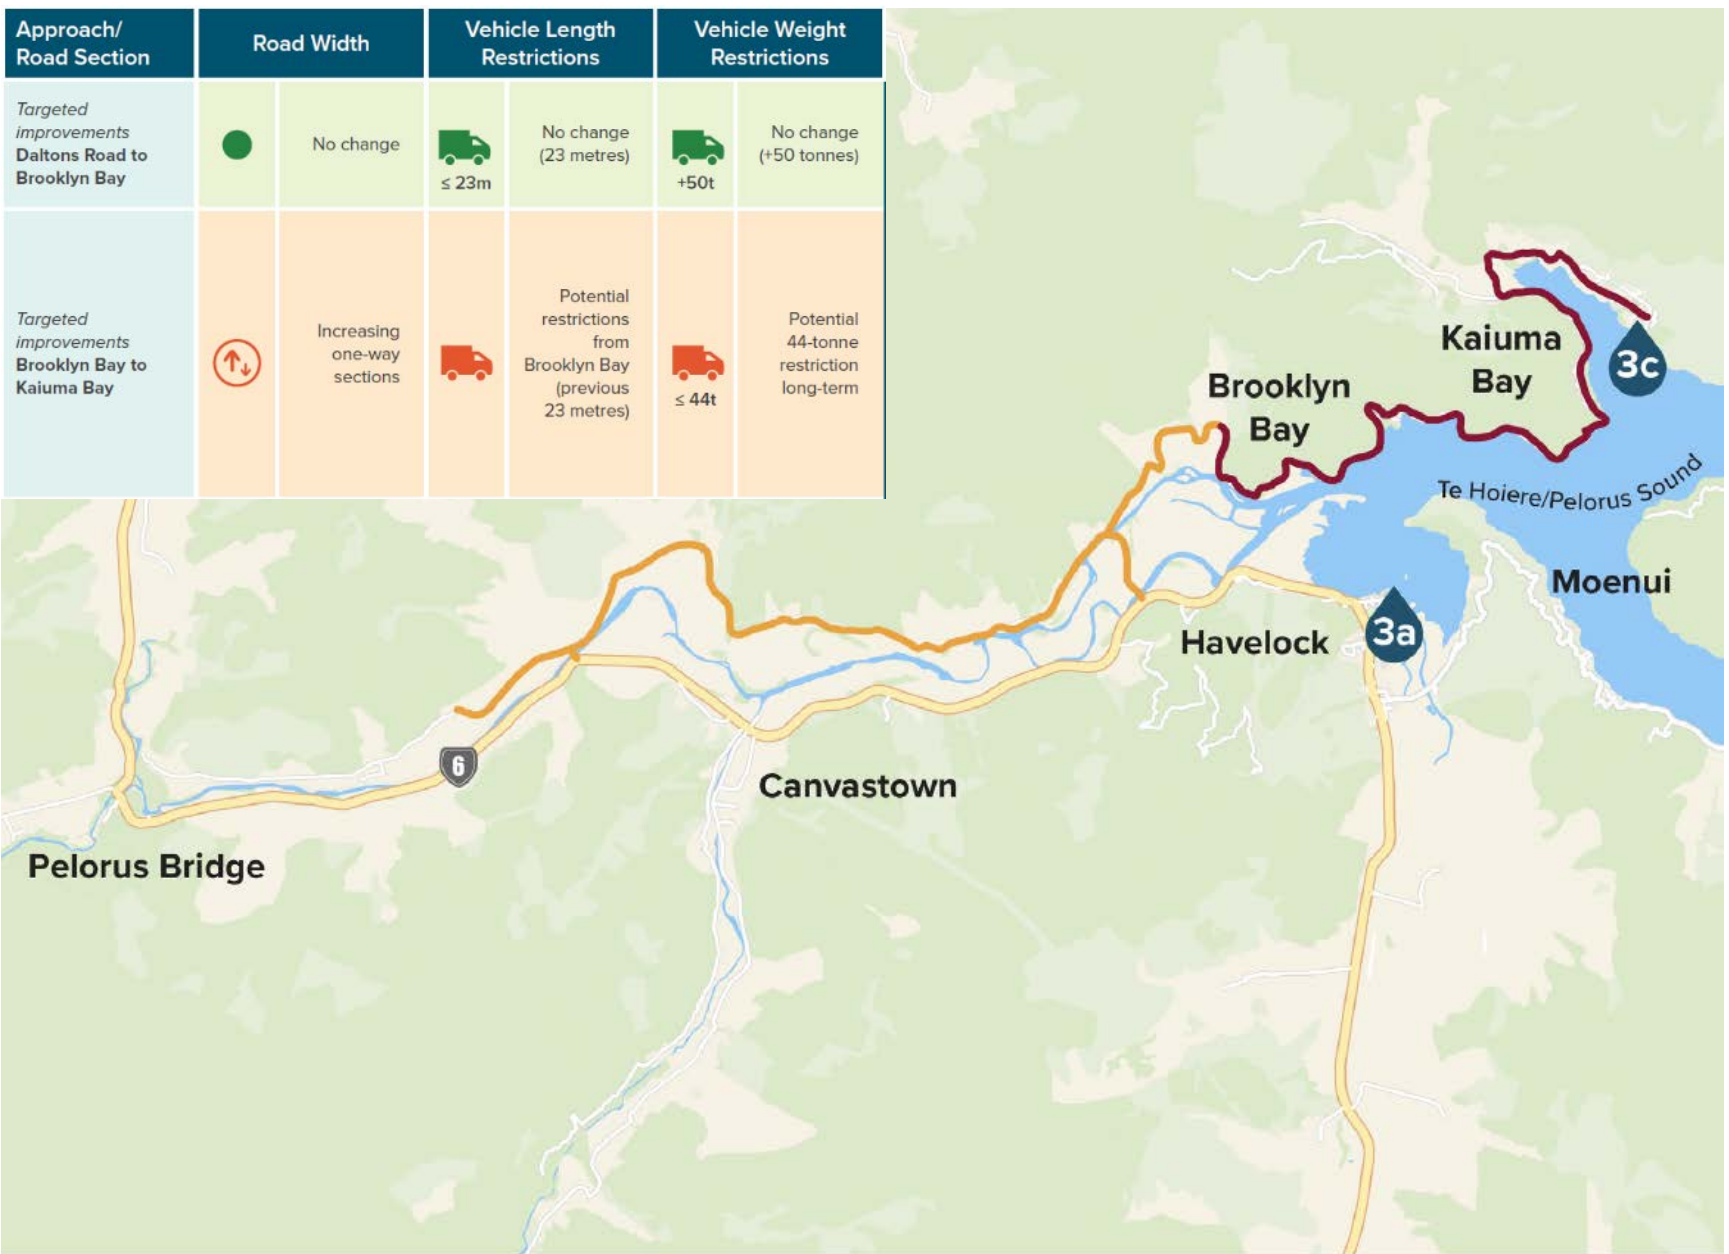 Approach/
Road Section
Road Width
Vehicle Length
Restrictions
Vehicle Weight
Restrictions
Targeted
improvements
Daltons Road to
Brooklyn Bay
No change
≤ 23m
No change
(23 metres)
+50t
No change
(+50 tonnes)
Targeted
improvements
Brooklyn Bay to
Kaiuma Bay
Increasing
one-way
sections
Potential
restrictions
from
Brooklyn Bay
(previous
23 metres)
≤ 44t
Potential
44-tonne
restriction
long-term
Kaiuma
Bay
3c
Brooklyn
Bay
Te Hoiere/Pelorus Sound
Moenui
Havelock
3a
6
Canvastown
Pelorus Bridge